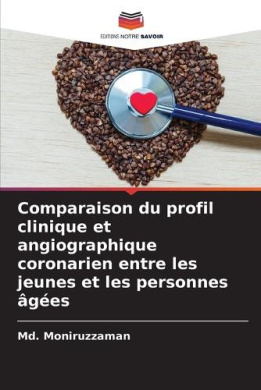 EDITIONS NOTRE SAVOIR
Comparaison du profil
clinique et
angiographique
coronarien entre les
jeunes et les personnes
âgées
Md. Moniruzzaman